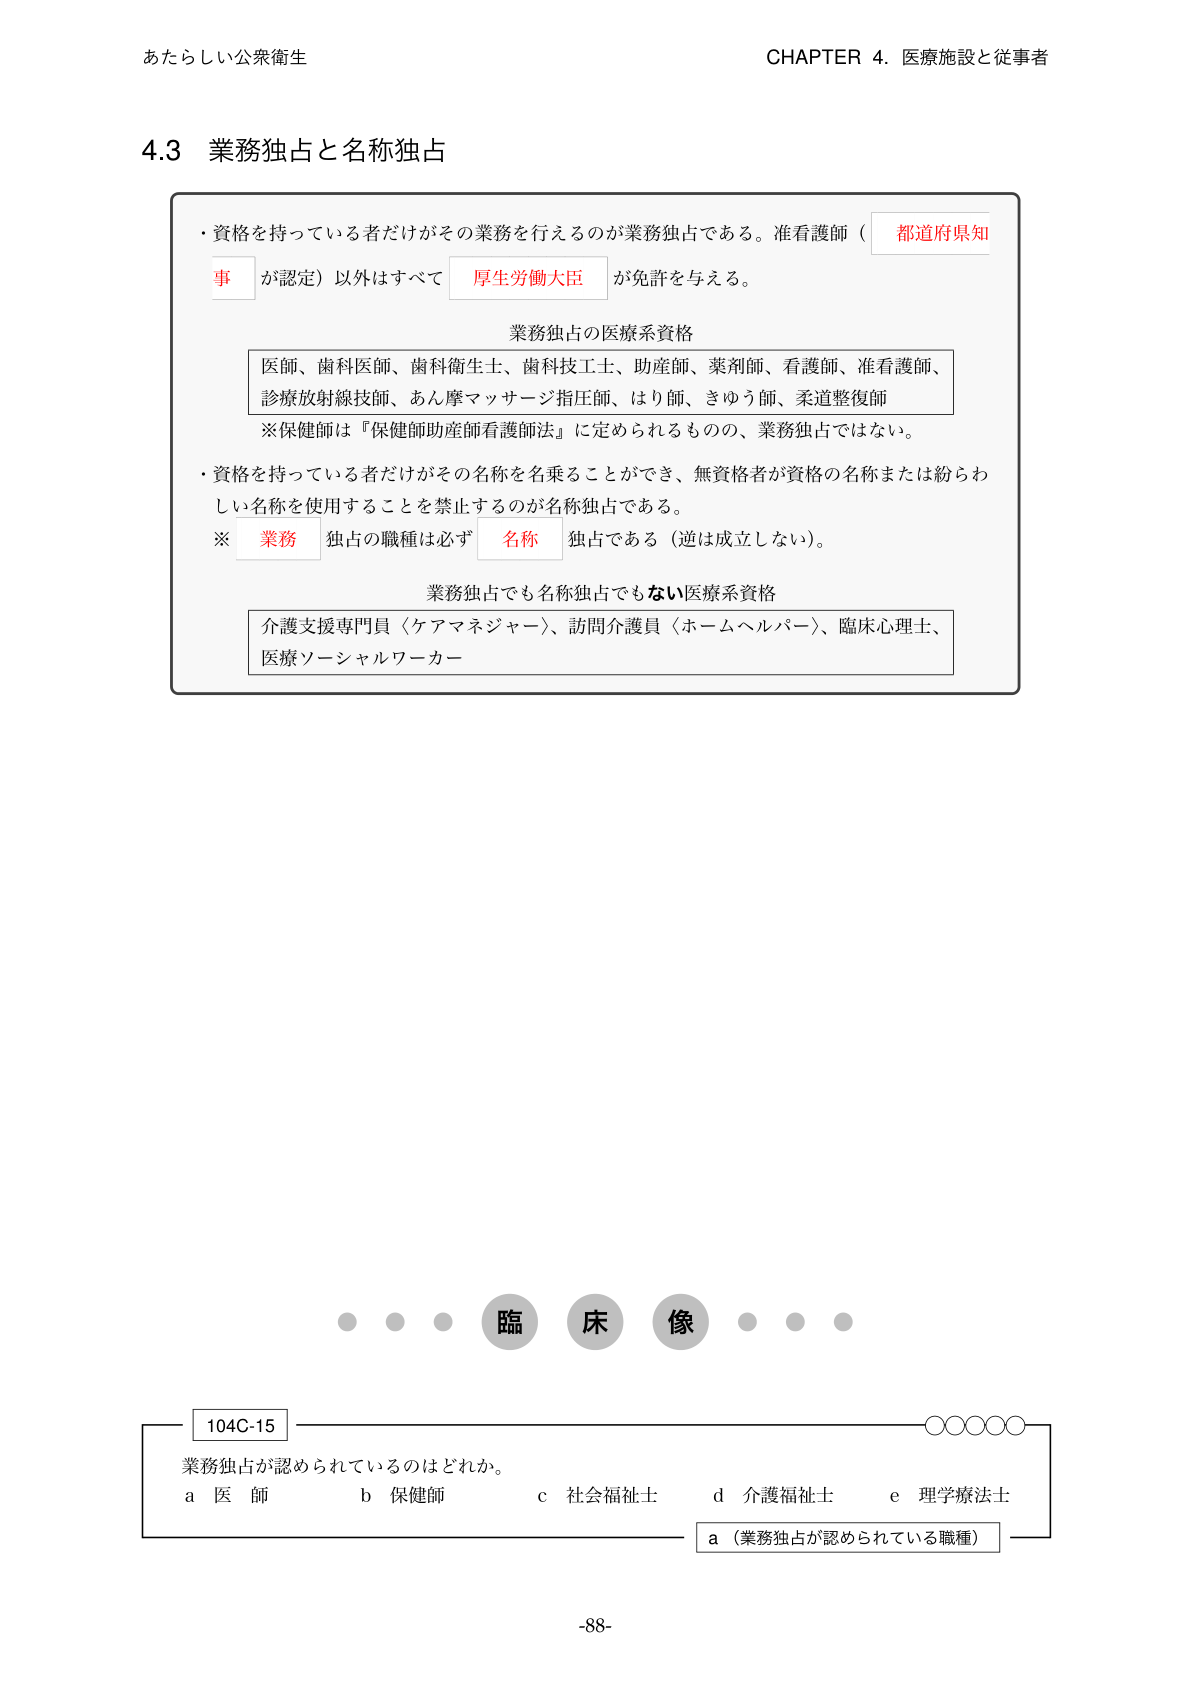 あたらしい公衆衛生
CHAPTER 4. 医療施設と従事者
4.3 業務独占と名称独占
・資格を持っている者だけがその業務を行えるのが業務独占である。准看護師（ 都道府県知
事 が認定）以外はすべて 厚生労働大臣 が免許を与える。
業務独占の医療系資格
医師、歯科医師、歯科衛生士、歯科技工士、助産師、薬剤師、看護師、准看護師、
診療放射線技師、あん摩マッサージ指圧師、はり師、きゆう師、柔道整復師
※保健師は『保健師助産師看護師法』に定められるものの、業務独占ではない。
・資格を持っている者だけがその名称を名乗ることができ、無資格者が資格の名称または紛らわ
しい名称を使用することを禁止するのが名称独占である。
※ 業務 独占の職種は必ず 名称 独占である（逆は成立しない）。
業務独占でも名称独占でもない医療系資格
介護支援専門員〈ケアマネジャー〉、訪問介護員〈ホームヘルパー〉、臨床心理士、
医療ソーシャルワーカー
臨 床 像
104C-15
業務独占が認められているのはどれか。
a 医 師 b 保健師 c 社会福祉士 d 介護福祉士 e 理学療法士
a （業務独占が認められている職種）
-88-